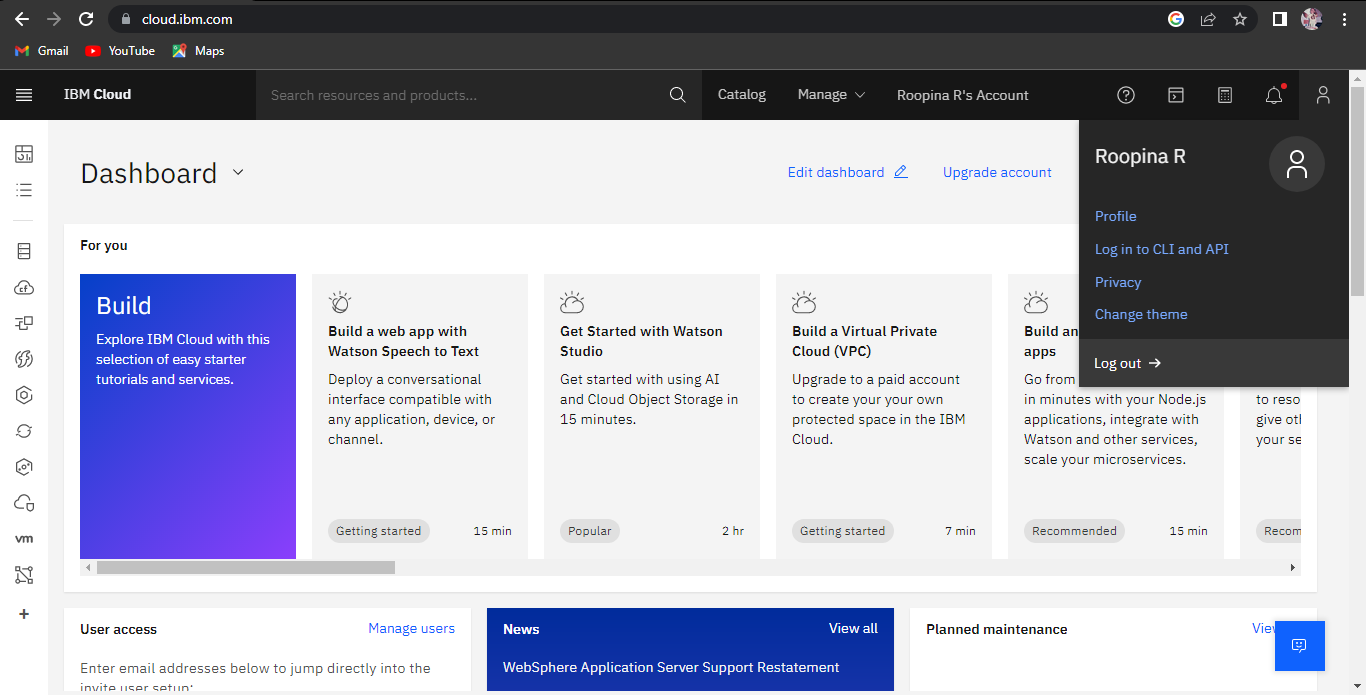 cloud.ibm.com
Gmail YouTube Maps
IBM Cloud
Search resources and products...
Catalog Manage Roopina R's Account
Roopina R
Profile
Log in to CLI and API
Privacy
Change theme
Log out →
Dashboard
Edit dashboard
Upgrade account
For you
Build
Explore IBM Cloud with this
selection of easy starter
tutorials and services.
Build a web app with
Watson Speech to Text
Deploy a conversational
interface compatible with
any application, device, or
channel.
Getting started 15 min
Get Started with Watson
Studio
Get started with using AI
and Cloud Object Storage in
15 minutes.
Popular 2 hr
Build a Virtual Private
Cloud (VPC)
Upgrade to a paid account
to create your your own
protected space in the IBM
Cloud.
Getting started 7 min
Build an
apps
Go from
in minutes with your Node.js
applications, integrate with
Watson and other services,
scale your microservices.
Recommended 15 min
to reso
give oth
your se
Recom
cf
vm
+
User access
Manage users
Enter email addresses below to jump directly into the
invite user setup:
News
View all
WebSphere Application Server Support Restatement
Planned maintenance
View